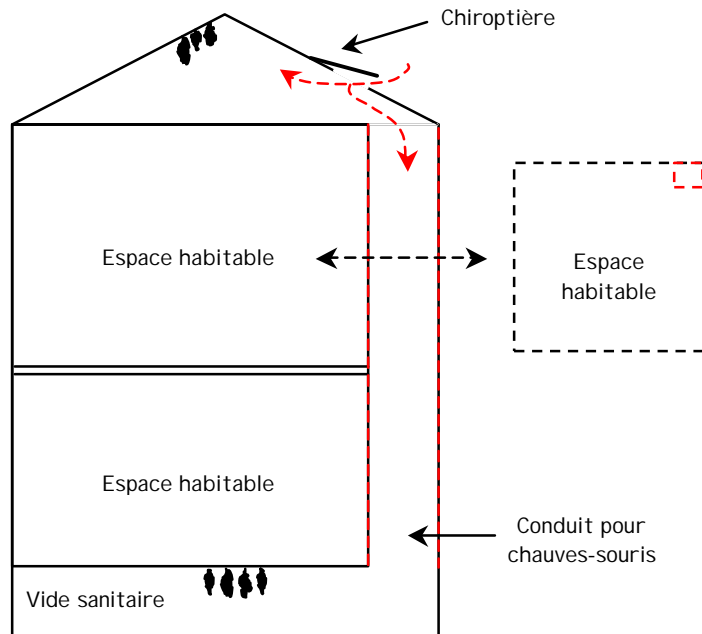 Chiroptière
Espace habitable
Espace
habitable
Espace habitable
Conduit pour
chauves-souris
Vide sanitaire